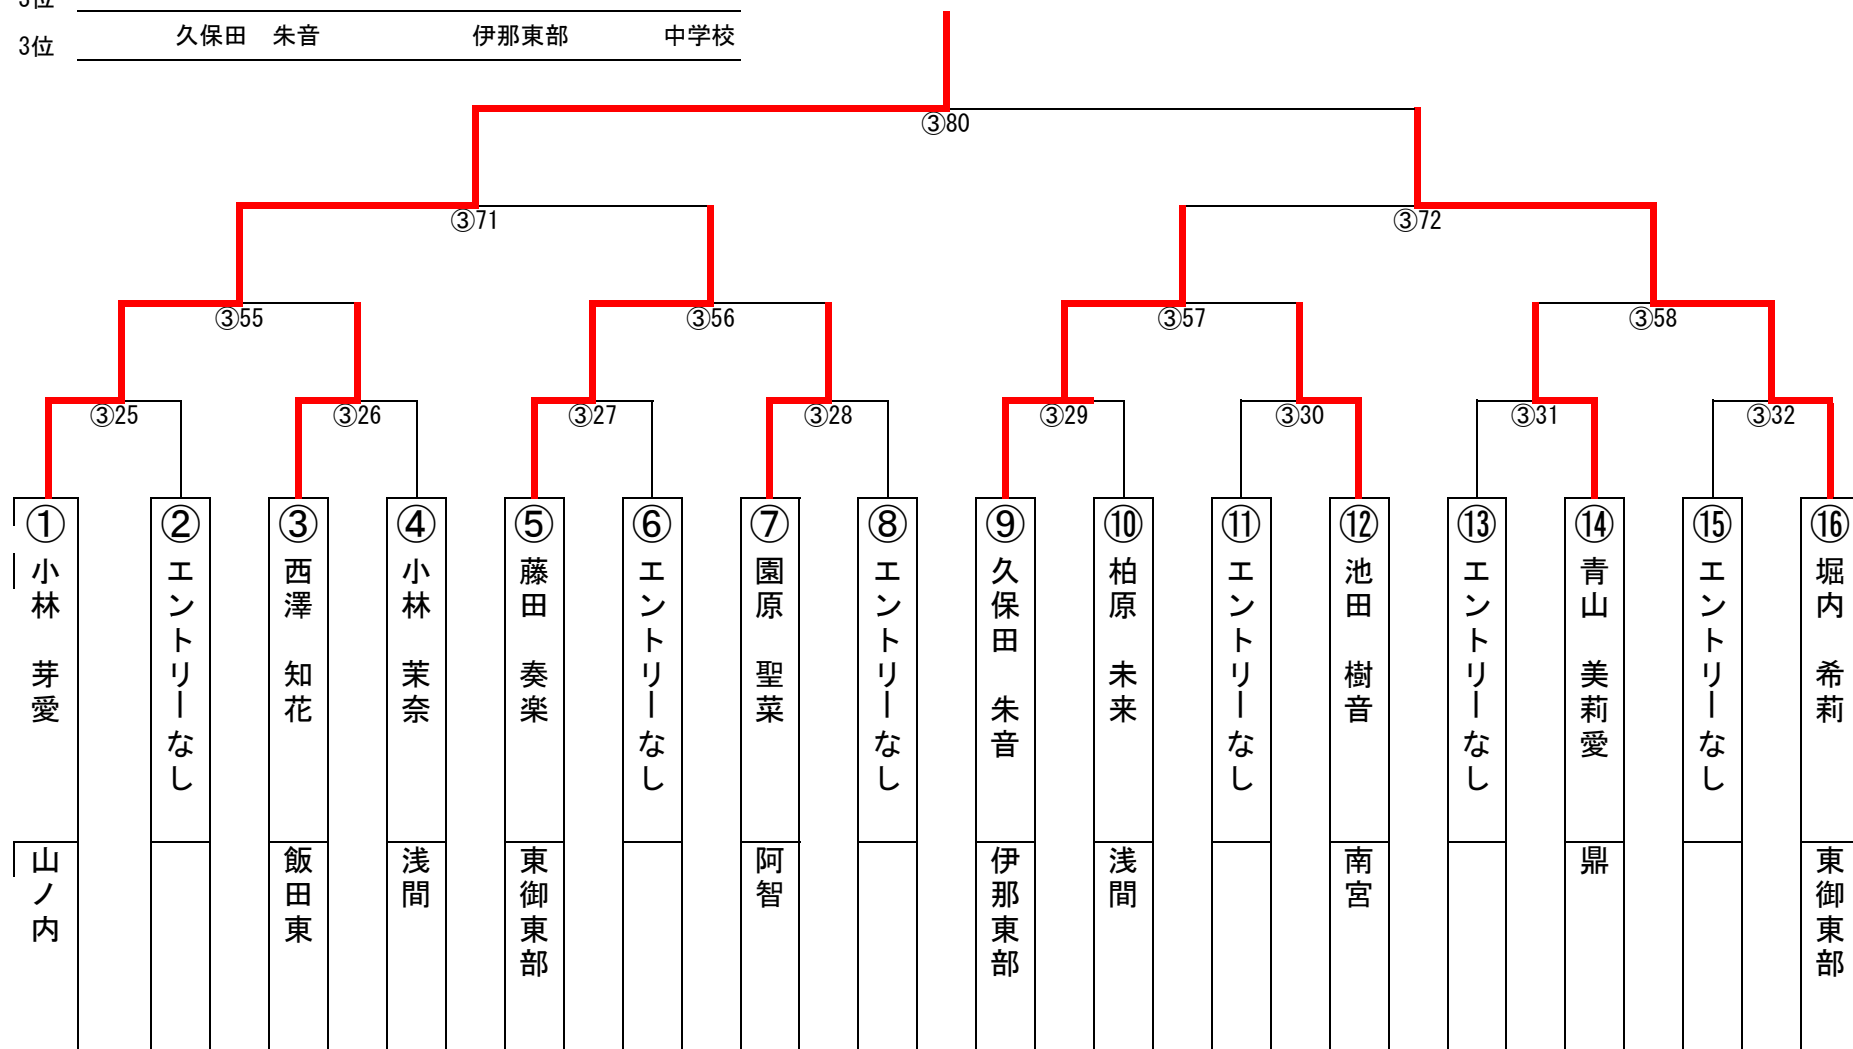 3位
3位 久保田 朱音 伊那東部 中学校
③80
③71 ③72
③55 ③56 ③57 ③58
③25 ③26 ③27 ③28 ③29 ③30 ③31 ③32
① 小林 芽愛 山ノ内
② エントリーなし
③ 西澤 知花 飯田東
④ 小林 茉奈 浅間
⑤ 藤田 奏楽 東御東部
⑥ エントリーなし
⑦ 園原 聖菜 阿智
⑧ エントリーなし
⑨ 久保田 朱音 伊那東部
⑩ 柏原 未来 浅間
⑪ エントリーなし
⑫ 池田 樹音 南宮
⑬ エントリーなし
⑭ 青山 美莉愛 鼎
⑮ エントリーなし
⑯ 堀内 希莉 東御東部